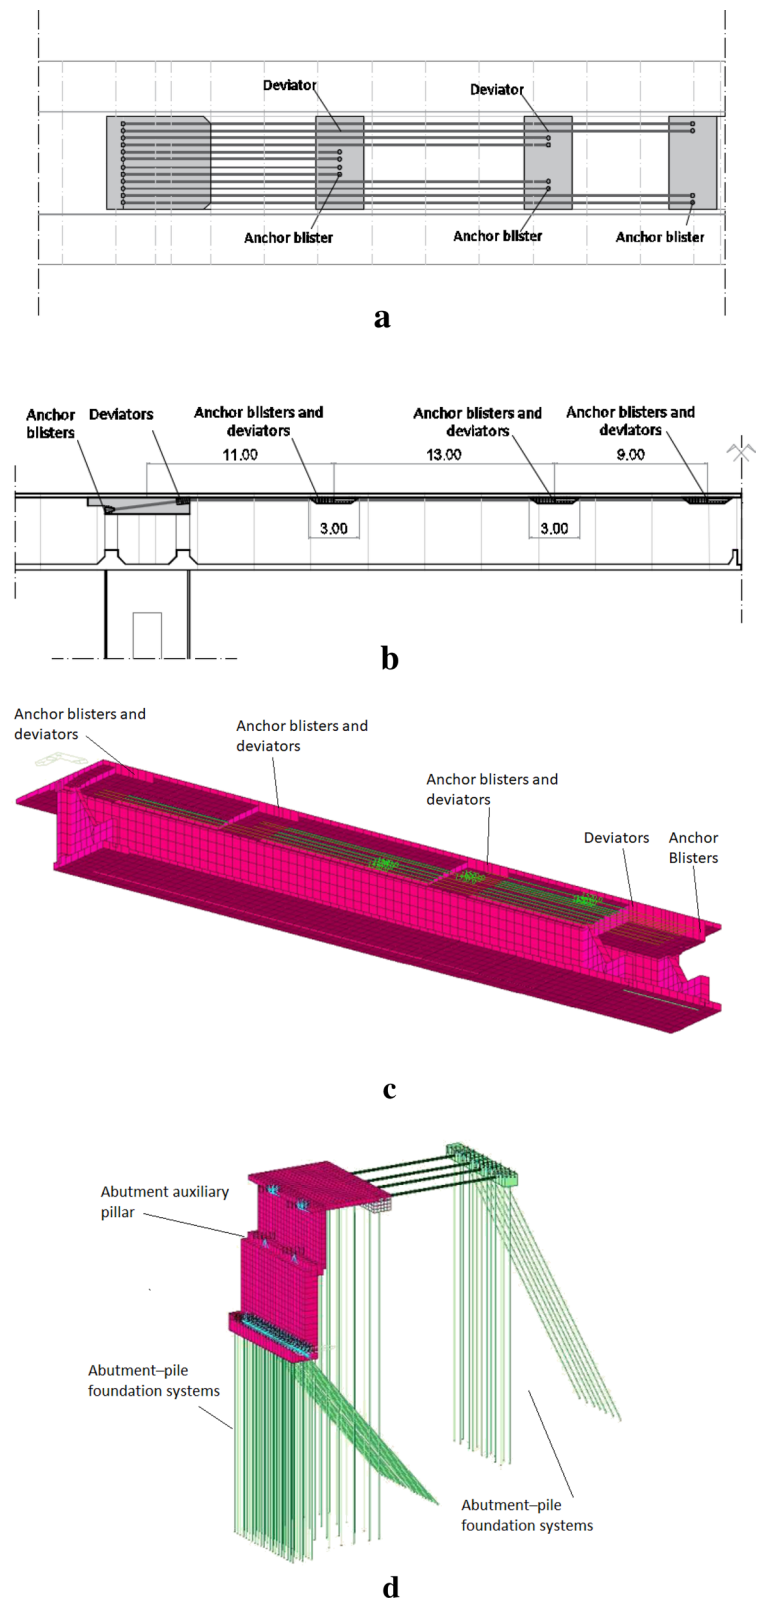 Deviator
Deviator
Anchor blister
Anchor blister
Anchor blister
a
Anchor
blisters
Deviators
Anchor blisters and
deviators
Anchor blisters and
deviators
Anchor blisters and
deviators
11.00
13.00
9.00
3.00
3.00
b
Anchor blisters and
deviators
Anchor blisters and
deviators
Anchor blisters and
deviators
Deviators
Anchor
Blisters
c
Abutment auxiliary
pillar
Abutment–pile
foundation systems
Abutment–pile
foundation systems
d